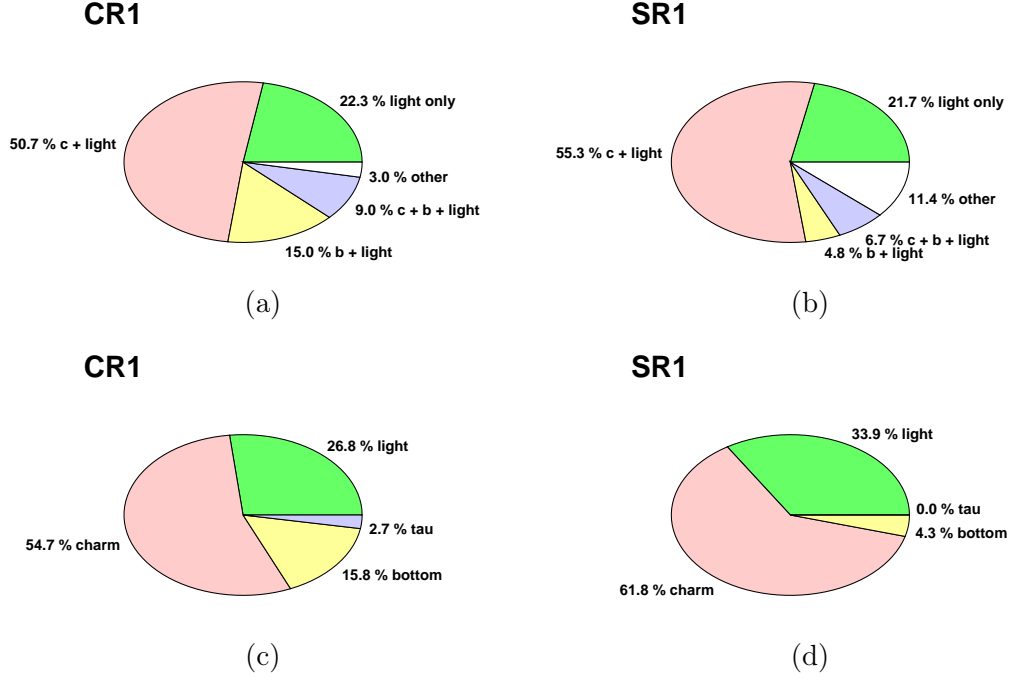 CR1
22.3 % light only
50.7 % c + light
3.0 % other
9.0 % c + b + light
15.0 % b + light
(a)
SR1
21.7 % light only
55.3 % c + light
11.4 % other
6.7 % c + b + light
4.8 % b + light
(b)
CR1
26.8 % light
2.7 % tau
54.7 % charm
15.8 % bottom
(c)
SR1
33.9 % light
0.0 % tau
4.3 % bottom
61.8 % charm
(d)